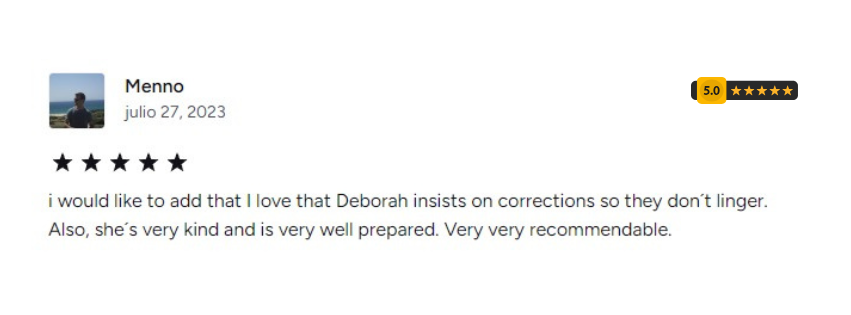 Menno
5.0
julio 27, 2023
i would like to add that I love that Deborah insists on corrections so they don´t linger.
Also, she´s very kind and is very well prepared. Very very recommendable.